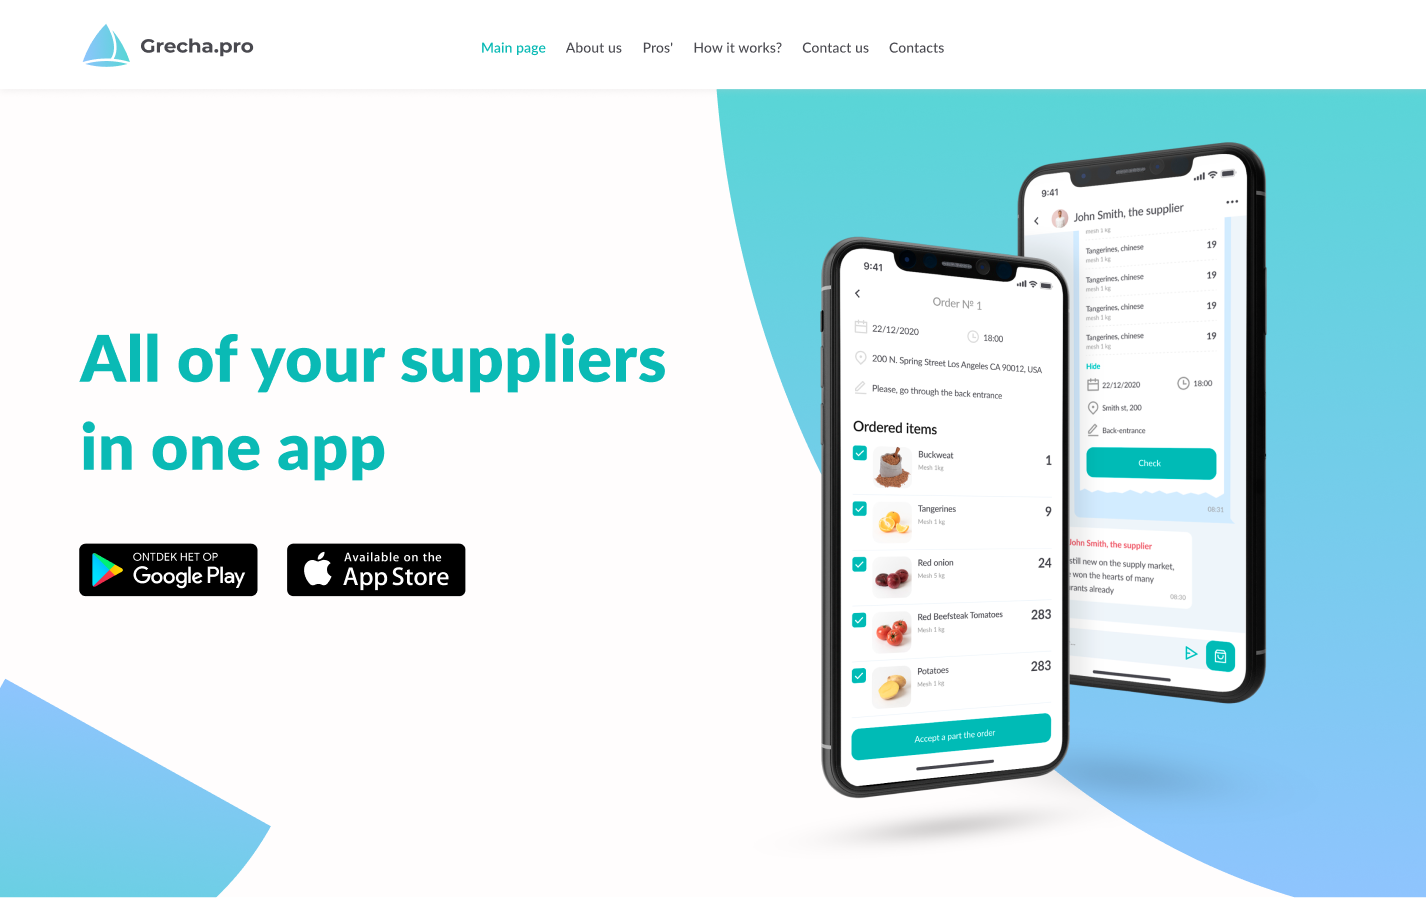 Grecha.pro
Main page
About us
Pros'
How it works?
Contact us
Contacts
All of your suppliers
in one app
ONTDEK HET OP
Google Play
Available on the
App Store
9:41
Order Nº 1
22/12/2020
18:00
200 N. Spring Street Los Angeles CA 90012, USA
Please, go through the back entrance
Ordered items
Buckweat
1
Mesh 1kg
Tangerines
9
Mesh 1 kg
Red onion
24
Mesh 5 kg
Red Beefsteak Tomatoes
283
Mesh 1 kg
Potatoes
283
Mesh 1 kg
Accept a part the order
9:41
John Smith, the supplier
mesh 1 kg
Tangerines, chinese
19
mesh 1 kg
Tangerines, chinese
19
mesh 1 kg
Tangerines, chinese
19
mesh 1 kg
Tangerines, chinese
19
mesh 1 kg
Hide
22/12/2020
18:00
Smith st, 200
Back-entrance
Check
08:31
John Smith, the supplier
still new on the supply market,
won the hearts of many
already
08:30